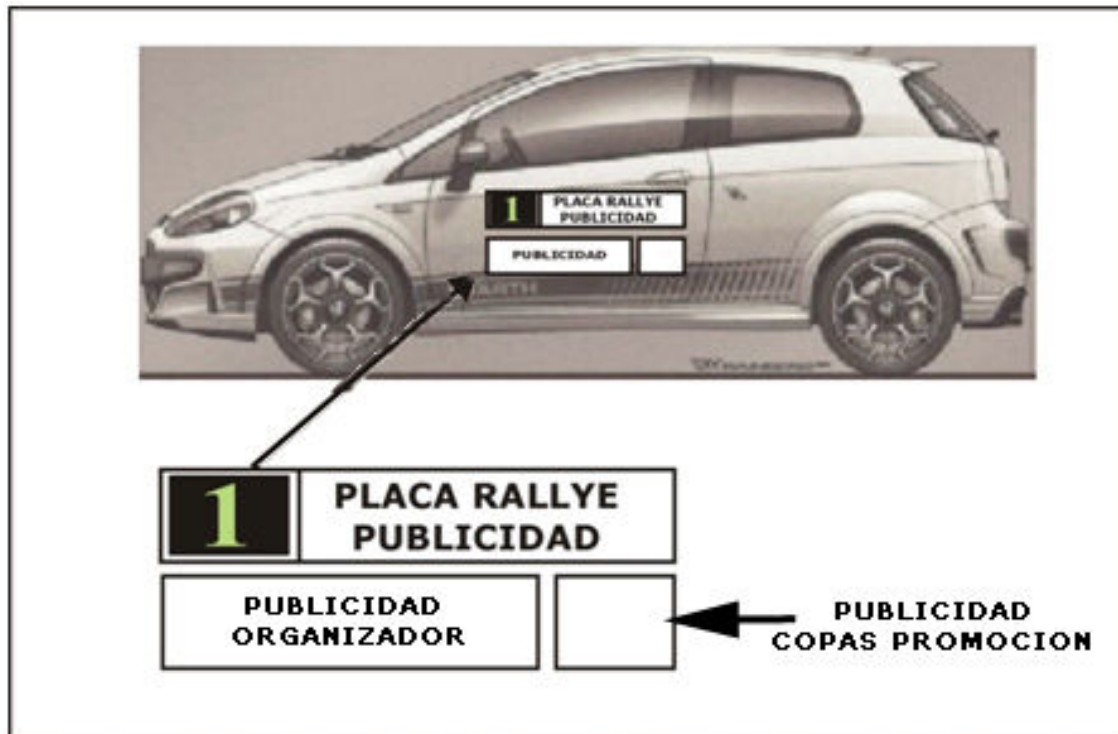 1
PLACA RALLYE
PUBLICIDAD
PUBLICIDAD
1
PLACA RALLYE
PUBLICIDAD
PUBLICIDAD
ORGANIZADOR
PUBLICIDAD
COPAS PROMOCION